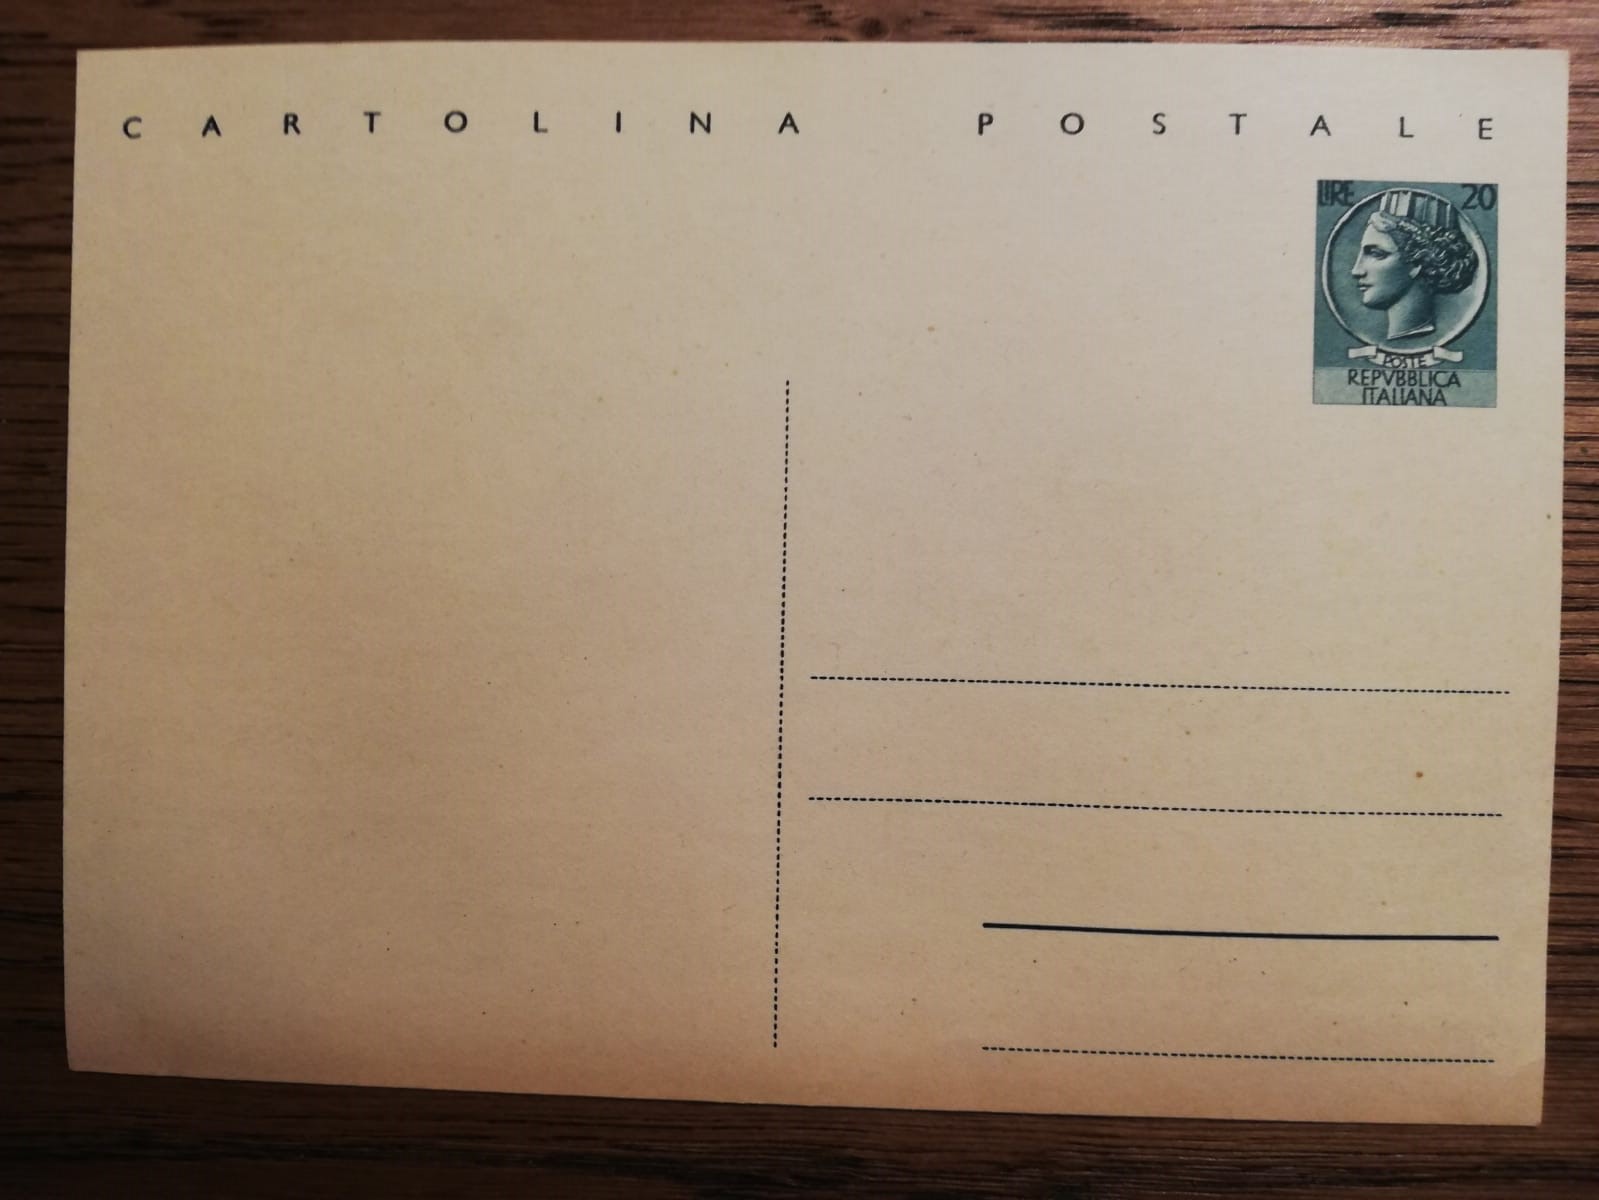 CARTOLINA POSTALE
LIRE 20
POSTE
REPVBBLICA
ITALIANA